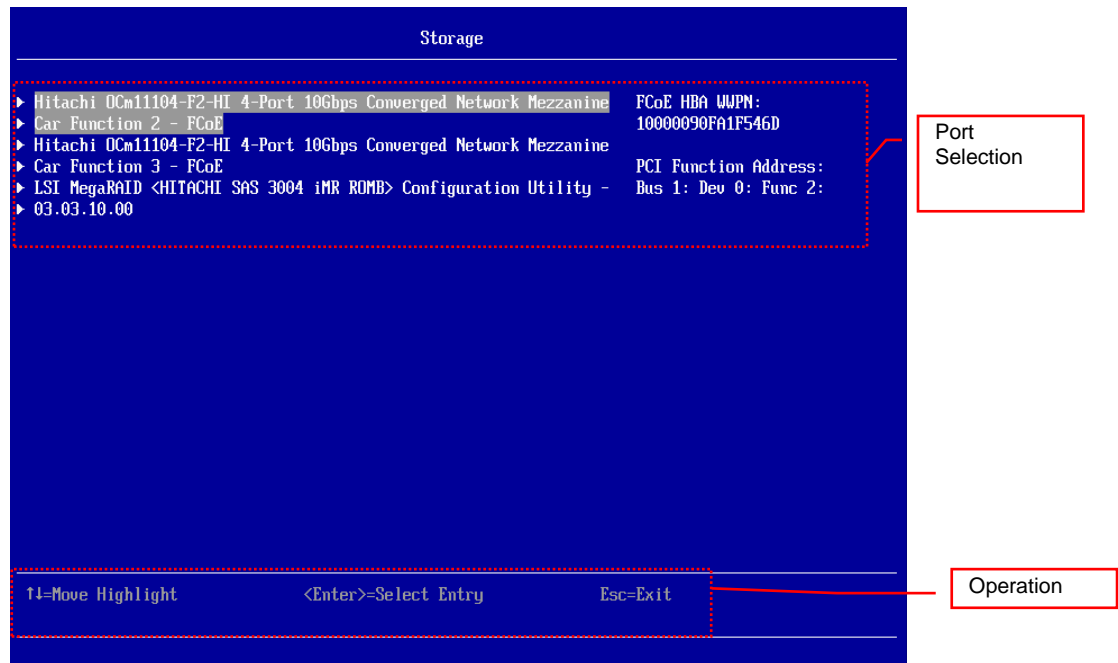 Storage
Hitachi OCm11104-F2-HI 4-Port 10Gbps Converged Network Mezzanine
Car Function 2 - FCoE
Hitachi OCm11104-F2-HI 4-Port 10Gbps Converged Network Mezzanine
Car Function 3 - FCoE
LSI MegaRAID <HITACHI SAS 3004 iMR ROMB> Configuration Utility -
03.03.10.00
FCoE HBA WWPN:
10000090FA1F546D
PCI Function Address:
Bus 1: Dev 0: Func 2:
Port
Selection
↑↓=Move Highlight
<Enter>=Select Entry
Esc=Exit
Operation